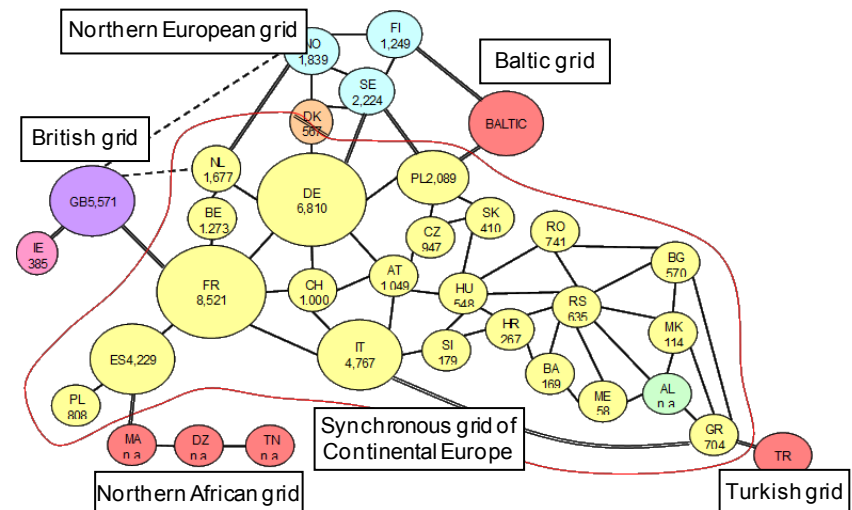 Northern European grid
FI
1,249
NO
1,839
Baltic grid
SE
2,224
DK
567
BALTIC
British grid
NL
1,677
DE
6,810
PL2,089
GB5,571
BE
1.273
SK
410
CZ
947
RO
741
IE
385
BG
570
FR
8,521
CH
1.000
AT
1.049
HU
548
RS
635
MK
114
HR
267
IT
4,767
SI
179
ES4,229
BA
169
AL
n.a
ME
58
PL
808
GR
704
Synchronous grid of
Continental Europe
MA
n.a
DZ
n.a
TN
n.a
TR
Northern African grid
Turkish grid